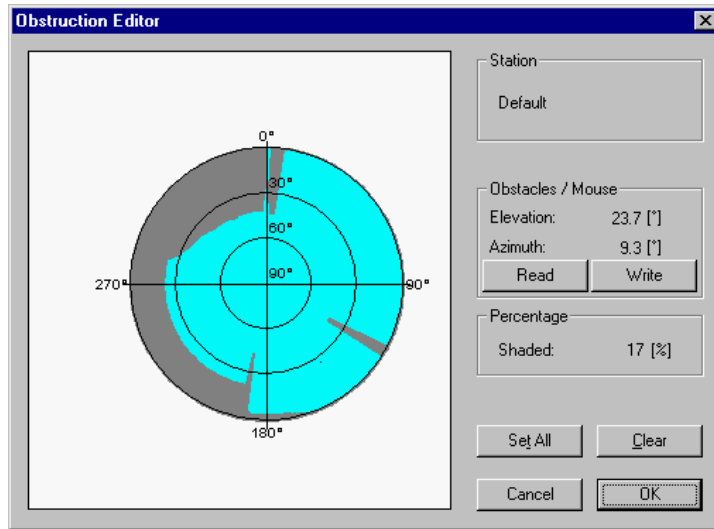 Obstruction Editor
0°
30°
60°
90°
270°
90°
180°
Station
Default
Obstacles / Mouse
Elevation: 23.7 [°]
Azimuth: 9.3 [°]
Read Write
Percentage
Shaded: 17 [%]
Set All Clear
Cancel OK